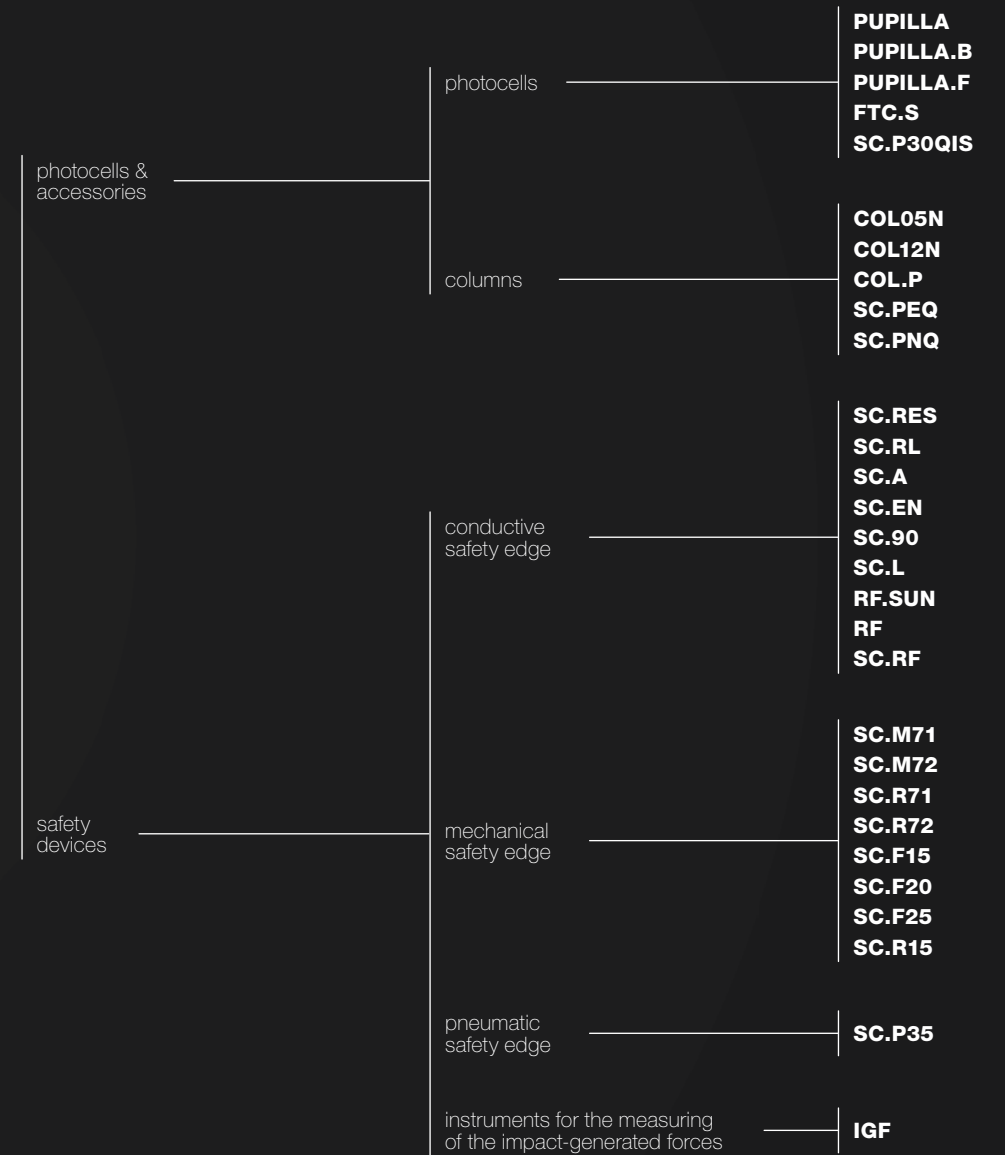 photocells &
accessories
photocells
PUPILLA
PUPILLA.B
PUPILLA.F
FTC.S
SC.P30QIS
columns
COL05N
COL12N
COL.P
SC.PEQ
SC.PNQ
safety
devices
conductive
safety edge
SC.RES
SC.RL
SC.A
SC.EN
SC.90
SC.L
RF.SUN
RF
SC.RF
mechanical
safety edge
SC.M71
SC.M72
SC.R71
SC.R72
SC.F15
SC.F20
SC.F25
SC.R15
pneumatic
safety edge
SC.P35
instruments for the measuring
of the impact-generated forces
IGF